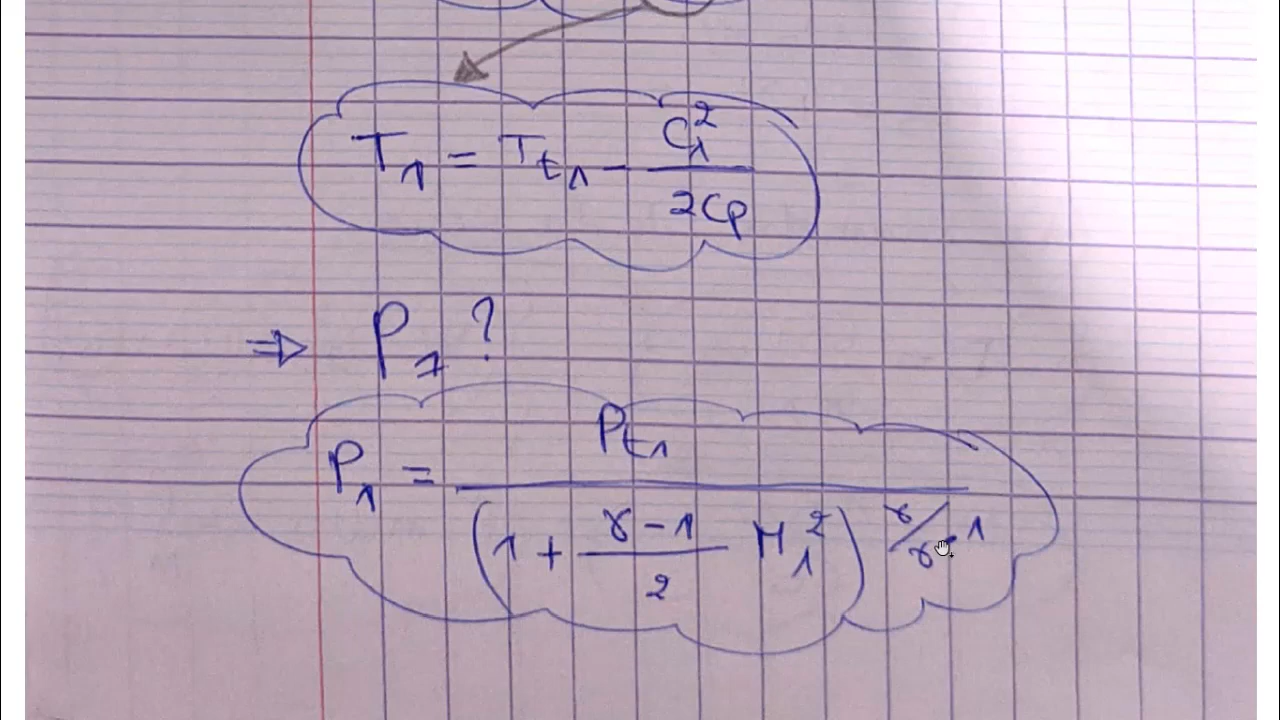 T₁ = Tt₁ - C₁² / 2Cp
⇒ P₁ ?
P₁ = Pt₁ / (1 + γ-1 / 2 M₁²)^γ/γ-1